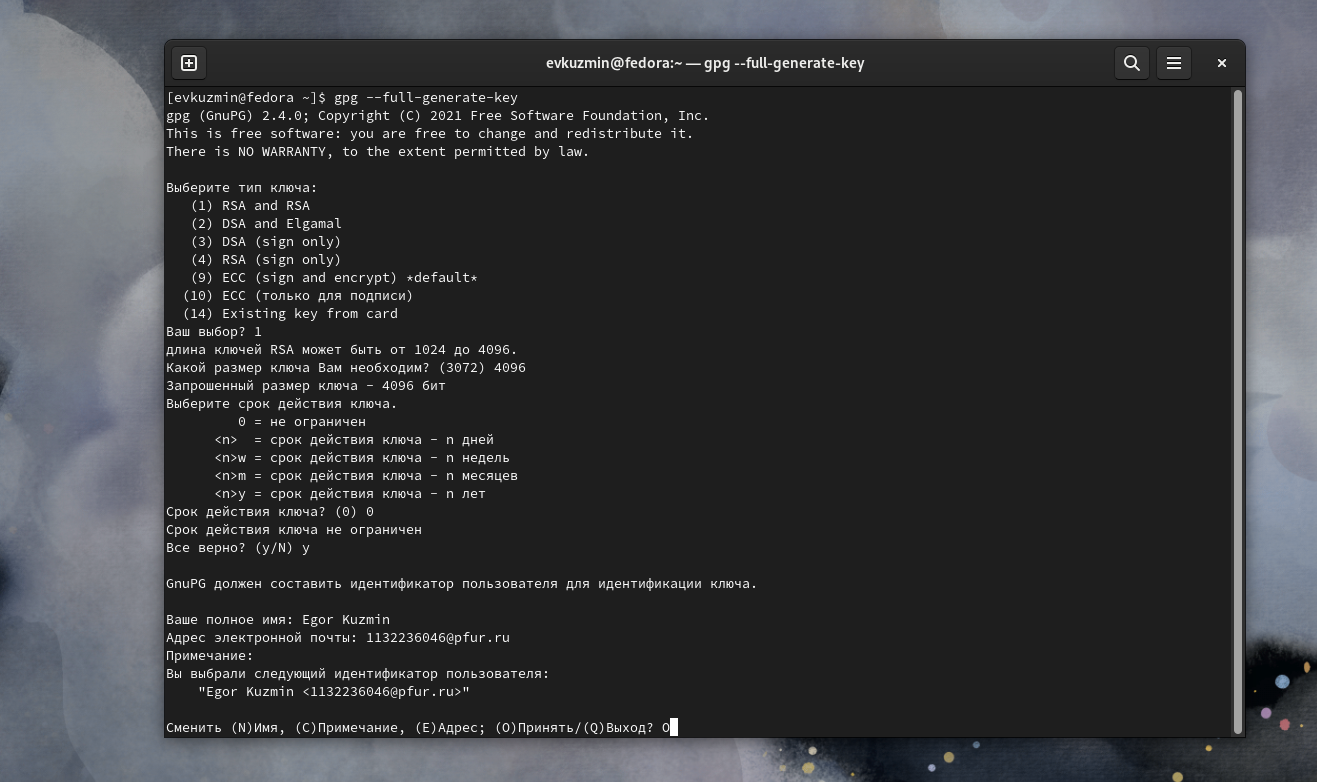 evkuzmin@fedora:~ — gpg --full-generate-key
[evkuzmin@fedora ~]$ gpg --full-generate-key
gpg (GnuPG) 2.4.0; Copyright (C) 2021 Free Software Foundation, Inc.
This is free software: you are free to change and redistribute it.
There is NO WARRANTY, to the extent permitted by law.
Выберите тип ключа:
(1) RSA and RSA
(2) DSA and Elgamal
(3) DSA (sign only)
(4) RSA (sign only)
(9) ECC (sign and encrypt) *default*
(10) ECC (только для подписи)
(14) Existing key from card
Ваш выбор? 1
длина ключей RSA может быть от 1024 до 4096.
Какой размер ключа Вам необходим? (3072) 4096
Запрошенный размер ключа - 4096 бит
Выберите срок действия ключа.
0 = не ограничен
<n>  = срок действия ключа - n дней
<n>w = срок действия ключа - n недель
<n>m = срок действия ключа - n месяцев
<n>y = срок действия ключа - n лет
Срок действия ключа? (0) 0
Срок действия ключа не ограничен
Все верно? (y/N) y
GnuPG должен составить идентификатор пользователя для идентификации ключа.
Ваше полное имя: Egor Kuzmin
Адрес электронной почты: 1132236046@pfur.ru
Примечание:
Вы выбрали следующий идентификатор пользователя:
"Egor Kuzmin <1132236046@pfur.ru>"
Сменить (N)Имя, (C)Примечание, (E)Адрес; (O)Принять/(Q)Выход? O